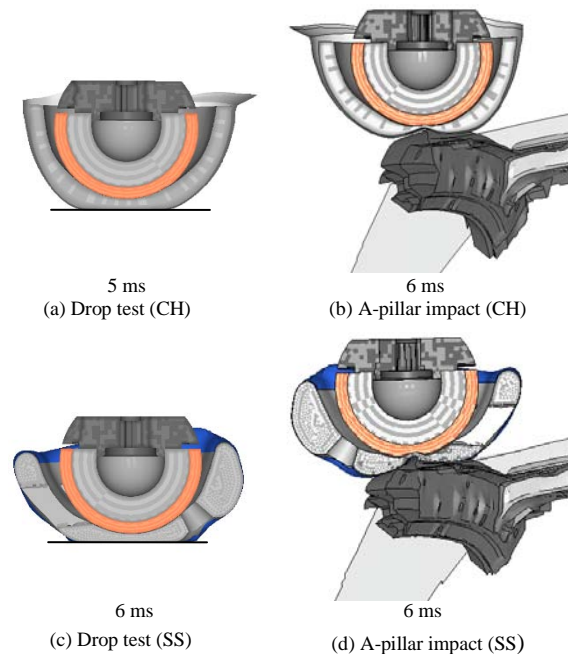 5 ms
6 ms
(a) Drop test (CH)
(b) A-pillar impact (CH)
6 ms
6 ms
(c) Drop test (SS)
(d) A-pillar impact (SS)